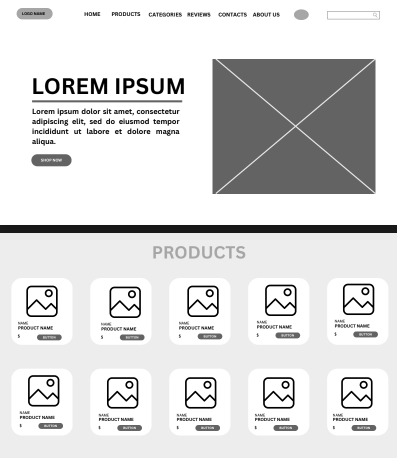 LOGO NAME
HOME PRODUCTS CATEGORIES REVIEWS CONTACTS ABOUT US
LOREM IPSUM
Lorem ipsum dolor sit amet, consectetur
adipiscing elit, sed do eiusmod tempor
incididunt ut labore et dolore magna
aliqua.
SHOP NOW
PRODUCTS
NAME
PRODUCT NAME
$ BUTTON
NAME
PRODUCT NAME
$ BUTTON
NAME
PRODUCT NAME
$ BUTTON
NAME
PRODUCT NAME
$ BUTTON
NAME
PRODUCT NAME
$ BUTTON
NAME
PRODUCT NAME
$ BUTTON
NAME
PRODUCT NAME
$ BUTTON
NAME
PRODUCT NAME
$ BUTTON
NAME
PRODUCT NAME
$ BUTTON
NAME
PRODUCT NAME
$ BUTTON